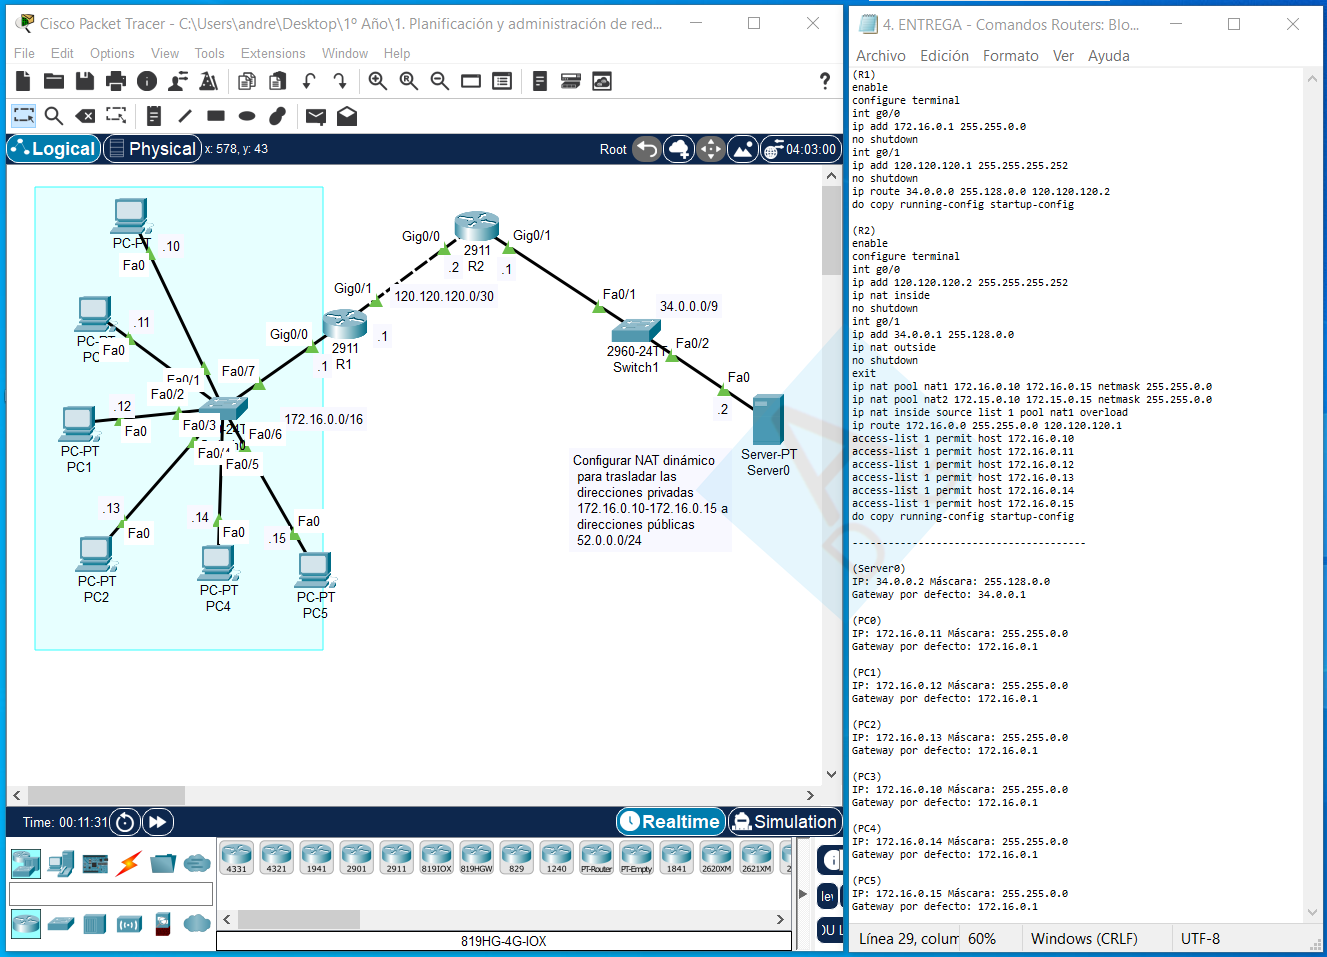 Cisco Packet Tracer - C:\Users\andre\Desktop\1º Año\1. Planificación y administración de red...
File Edit Options View Tools Extensions Window Help
?
Logical Physical x: 578, y: 43 Root 04:03:00
PC-PT
.10
Fa0
.11
PC-PT
Fa0
Fa0/1
Fa0/2
Fa0/7
.12
Fa0
PC-PT
PC1
Fa0/3
Fa0/6
Fa0/5
172.16.0.0/16
.13
Fa0
PC-PT
PC2
.14
Fa0
PC-PT
PC4
.15
Fa0
PC-PT
PC5
Gig0/0
.1
Gig0/1
2911
R1
.1
120.120.120.0/30
Gig0/0
.2
2911
R2
Gig0/1
.1
Fa0/1
34.0.0.0/9
2960-24TT
Switch1
Fa0/2
Fa0
.2
Server-PT
Server0
Configurar NAT dinámico
para trasladar las
direcciones privadas
172.16.0.10-172.16.0.15 a
direcciones públicas
52.0.0.0/24
Time: 00:11:31
Realtime Simulation
4331 4321 1941 2901 2911 819IOX 819HGW 829 1240 PT-Router PT-Empty 1841 2620XM 2621XM
819HG-4G-IOX
4. ENTREGA - Comandos Routers: Blo...
Archivo Edición Formato Ver Ayuda
(R1)
enable
configure terminal
int g0/0
ip add 172.16.0.1 255.255.0.0
no shutdown
int g0/1
ip add 120.120.120.1 255.255.255.252
no shutdown
ip route 34.0.0.0 255.128.0.0 120.120.120.2
do copy running-config startup-config
(R2)
enable
configure terminal
int g0/0
ip add 120.120.120.2 255.255.255.252
ip nat inside
no shutdown
int g0/1
ip add 34.0.0.1 255.128.0.0
ip nat outside
no shutdown
exit
ip nat pool nat1 172.16.0.10 172.16.0.15 netmask 255.255.0.0
ip nat pool nat2 172.15.0.10 172.15.0.15 netmask 255.255.0.0
ip nat inside source list 1 pool nat1 overload
ip route 172.16.0.0 255.255.0.0 120.120.120.1
access-list 1 permit host 172.16.0.10
access-list 1 permit host 172.16.0.11
access-list 1 permit host 172.16.0.12
access-list 1 permit host 172.16.0.13
access-list 1 permit host 172.16.0.14
access-list 1 permit host 172.16.0.15
do copy running-config startup-config
---------------------------------------
(Server0)
IP: 34.0.0.2 Máscara: 255.128.0.0
Gateway por defecto: 34.0.0.1
(PC0)
IP: 172.16.0.11 Máscara: 255.255.0.0
Gateway por defecto: 172.16.0.1
(PC1)
IP: 172.16.0.12 Máscara: 255.255.0.0
Gateway por defecto: 172.16.0.1
(PC2)
IP: 172.16.0.13 Máscara: 255.255.0.0
Gateway por defecto: 172.16.0.1
(PC3)
IP: 172.16.0.10 Máscara: 255.255.0.0
Gateway por defecto: 172.16.0.1
(PC4)
IP: 172.16.0.14 Máscara: 255.255.0.0
Gateway por defecto: 172.16.0.1
(PC5)
IP: 172.16.0.15 Máscara: 255.255.0.0
Gateway por defecto: 172.16.0.1
Línea 29, colum 60% Windows (CRLF) UTF-8